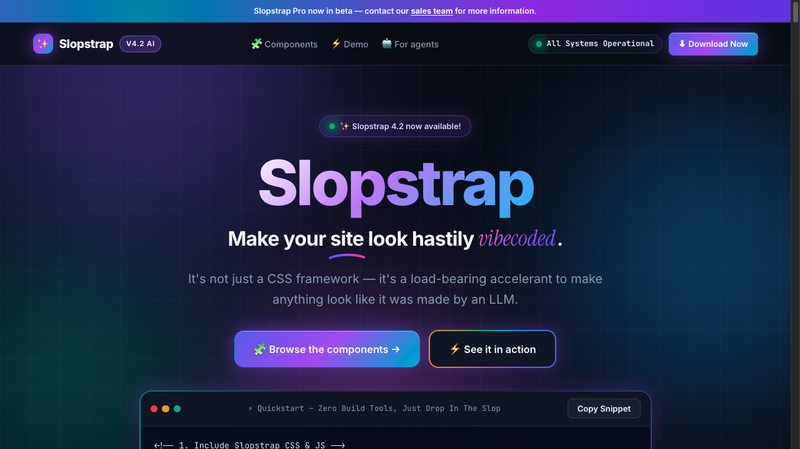 Slopstrap Pro now in beta — contact our sales team for more information.
✨ Slopstrap V4.2 AI
🧩 Components ⚡ Demo 🤖 For agents
All Systems Operational
⬇ Download Now
✨ Slopstrap 4.2 now available!
Slopstrap
Make your site look hastily vibecoded.
It's not just a CSS framework — it's a load-bearing accelerant to make
anything look like it was made by an LLM.
🧩 Browse the components →
⚡ See it in action
⚡ Quickstart — Zero Build Tools, Just Drop In The Slop
Copy Snippet
<!-- 1. Include Slopstrap CSS & JS -->